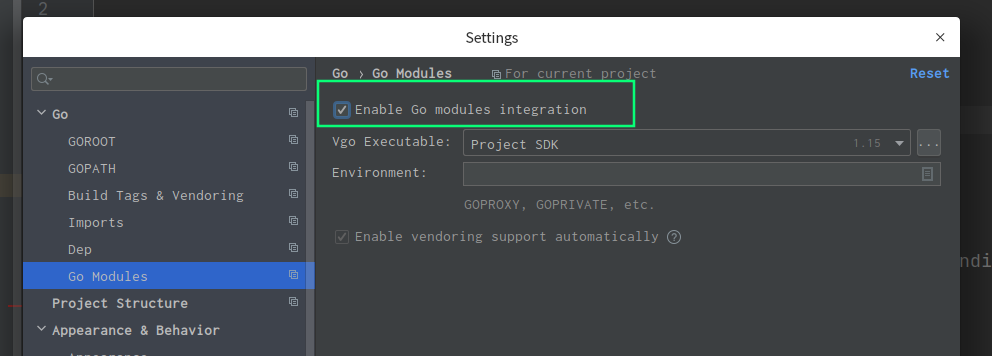 2
Settings
Go › Go Modules For current project Reset
Go
Enable Go modules integration
GOROOT
Vgo Executable: Project SDK 1.15 ...
GOPATH
Environment:
Build Tags & Vendoring
GOPROXY, GOPRIVATE, etc.
Imports
Enable vendoring support automatically ?
Dep
Go Modules
ndi
Project Structure
Appearance & Behavior
Appearance